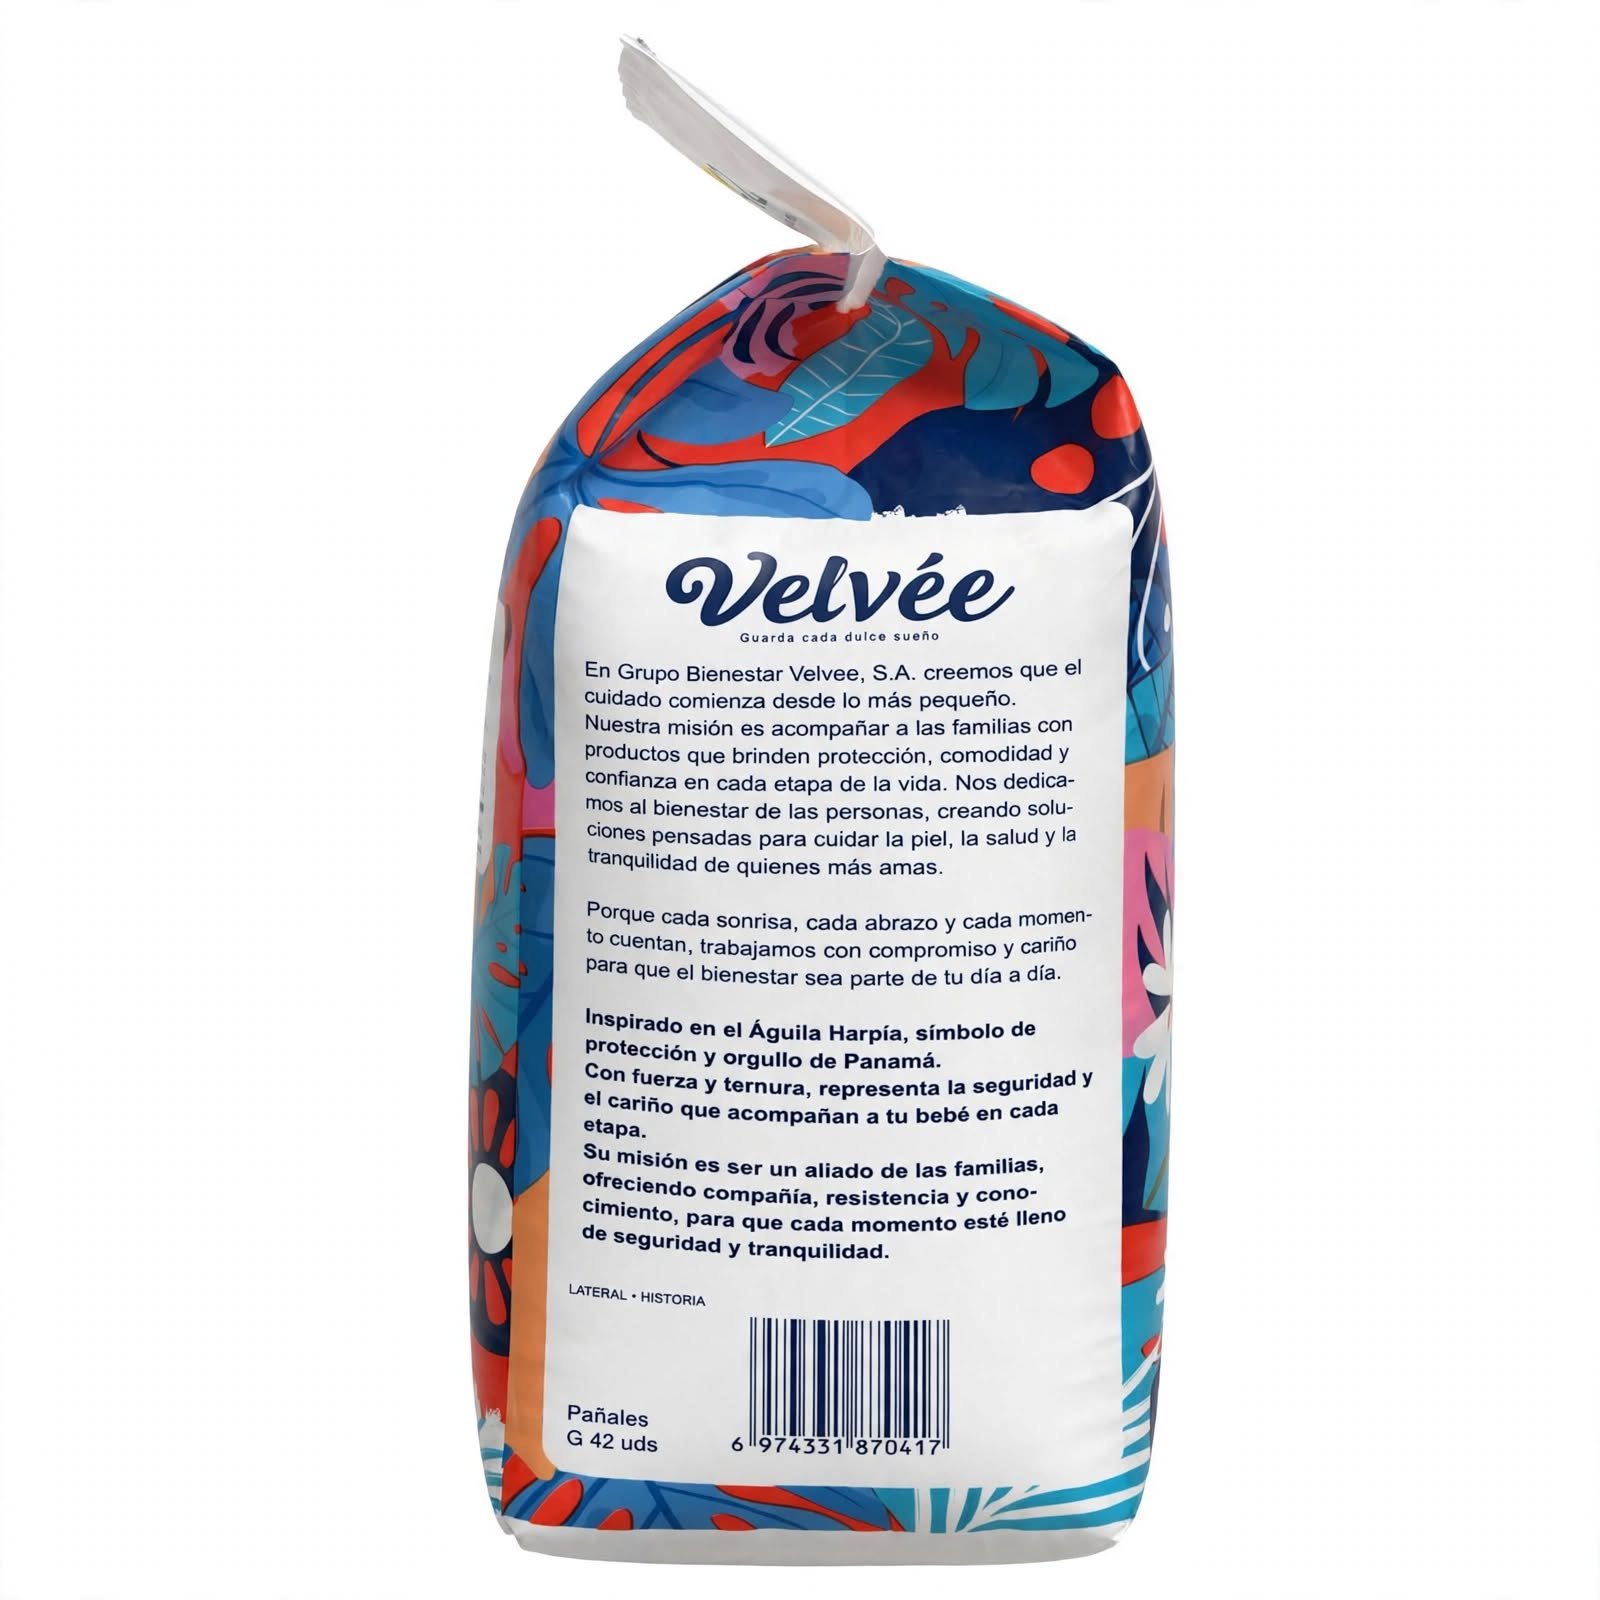 Velvée
Guarda cada dulce sueño
En Grupo Bienestar Velvee, S.A. creemos que el
cuidado comienza desde lo más pequeño.
Nuestra misión es acompañar a las familias con
productos que brinden protección, comodidad y
confianza en cada etapa de la vida. Nos dedica-
mos al bienestar de las personas, creando solu-
ciones pensadas para cuidar la piel, la salud y la
tranquilidad de quienes más amas.
Porque cada sonrisa, cada abrazo y cada momen-
to cuentan, trabajamos con compromiso y cariño
para que el bienestar sea parte de tu día a día.
Inspirado en el Águila Harpía, símbolo de
protección y orgullo de Panamá.
Con fuerza y ternura, representa la seguridad y
el cariño que acompañan a tu bebé en cada
etapa.
Su misión es ser un aliado de las familias,
ofreciendo compañía, resistencia y cono-
cimiento, para que cada momento esté lleno
de seguridad y tranquilidad.
LATERAL • HISTORIA
Pañales
G 42 uds
6 974331 870417